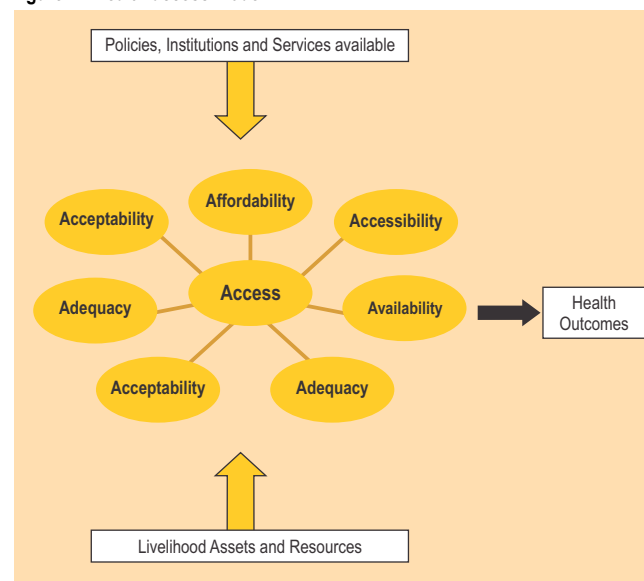 Policies, Institutions and Services available
Affordability
Acceptability
Accessibility
Access
Adequacy
Availability
Health
Outcomes
Acceptability
Adequacy
Livelihood Assets and Resources